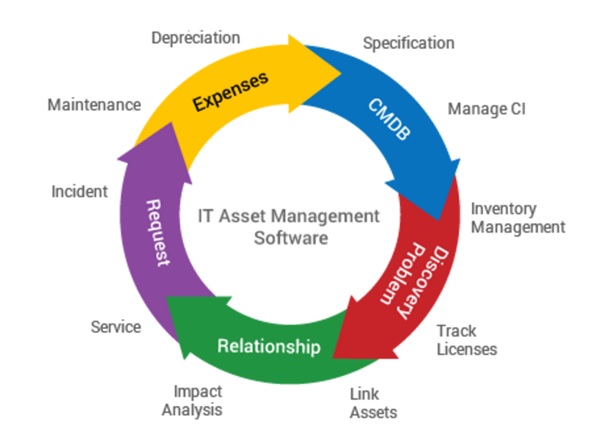 Depreciation
Specification
Expenses
Maintenance
CMDB
Manage CI
Incident
Request
IT Asset Management
Software
Inventory
Management
Discovery
Problem
Service
Relationship
Track
Licenses
Impact
Analysis
Link
Assets